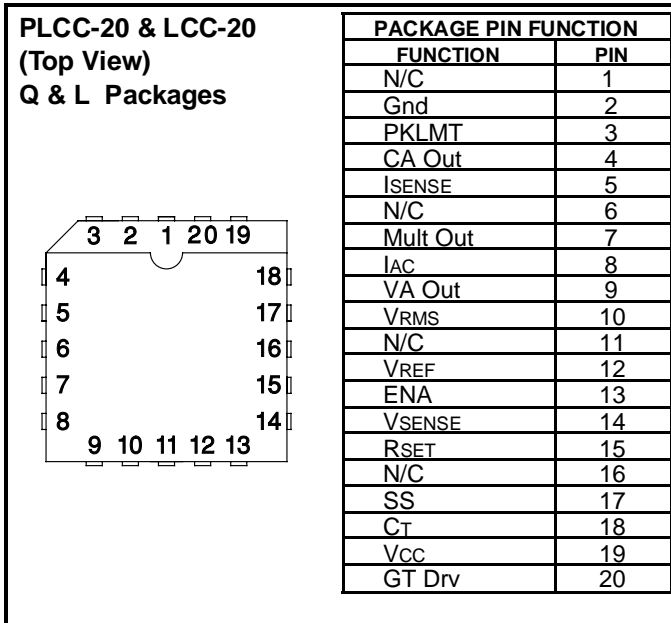 PLCC-20 & LCC-20
(Top View)
Q & L Packages
3 2 1 20 19
4 18
5 17
6 16
7 15
8 14
9 10 11 12 13
PACKAGE PIN FUNCTION
FUNCTION PIN
N/C 1
Gnd 2
PKLMT 3
CA Out 4
ISENSE 5
N/C 6
Mult Out 7
IAC 8
VA Out 9
VRMS 10
N/C 11
VREF 12
ENA 13
VSENSE 14
RSET 15
N/C 16
SS 17
CT 18
VCC 19
GT Drv 20